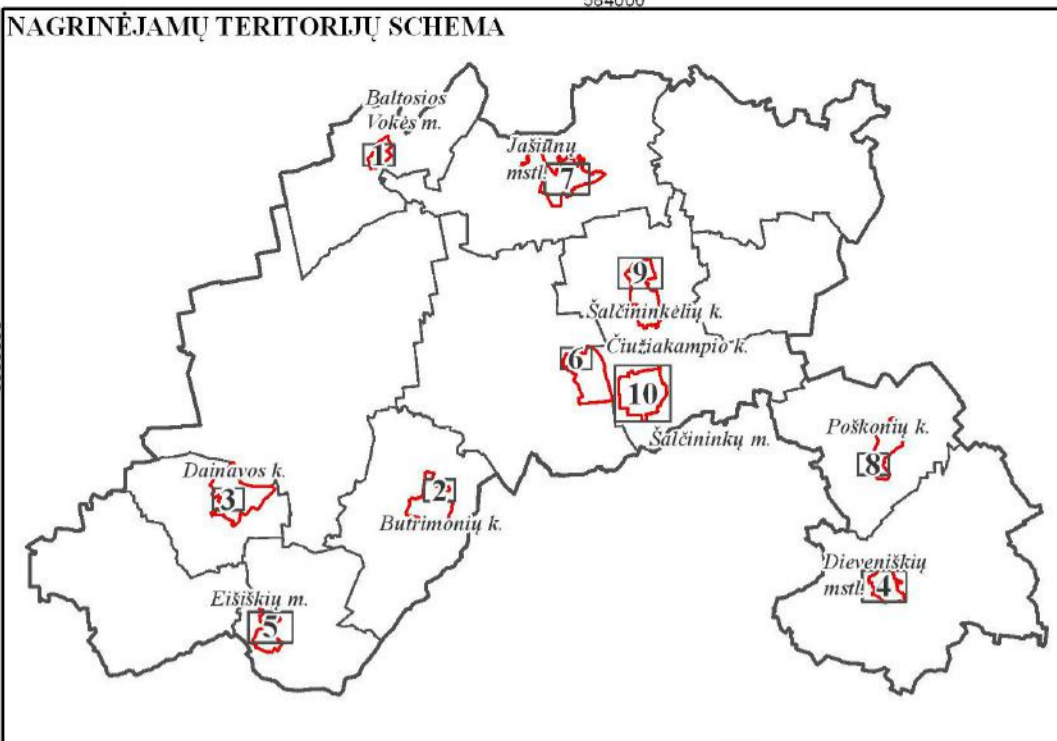 584000
NAGRINĖJAMŲ TERITORIJŲ SCHEMA
Baltosios
Vokės m.
1
Jašiūnų
mstl.
7
9
Šalčininkėlių k.
Čiužiakampio k.
6
10
Šalčininkų m.
Poškonių k.
8
Dainavos k.
3
2
Butrimonių k.
Dieveniškių
mstl.
4
Eišiškių m.
5